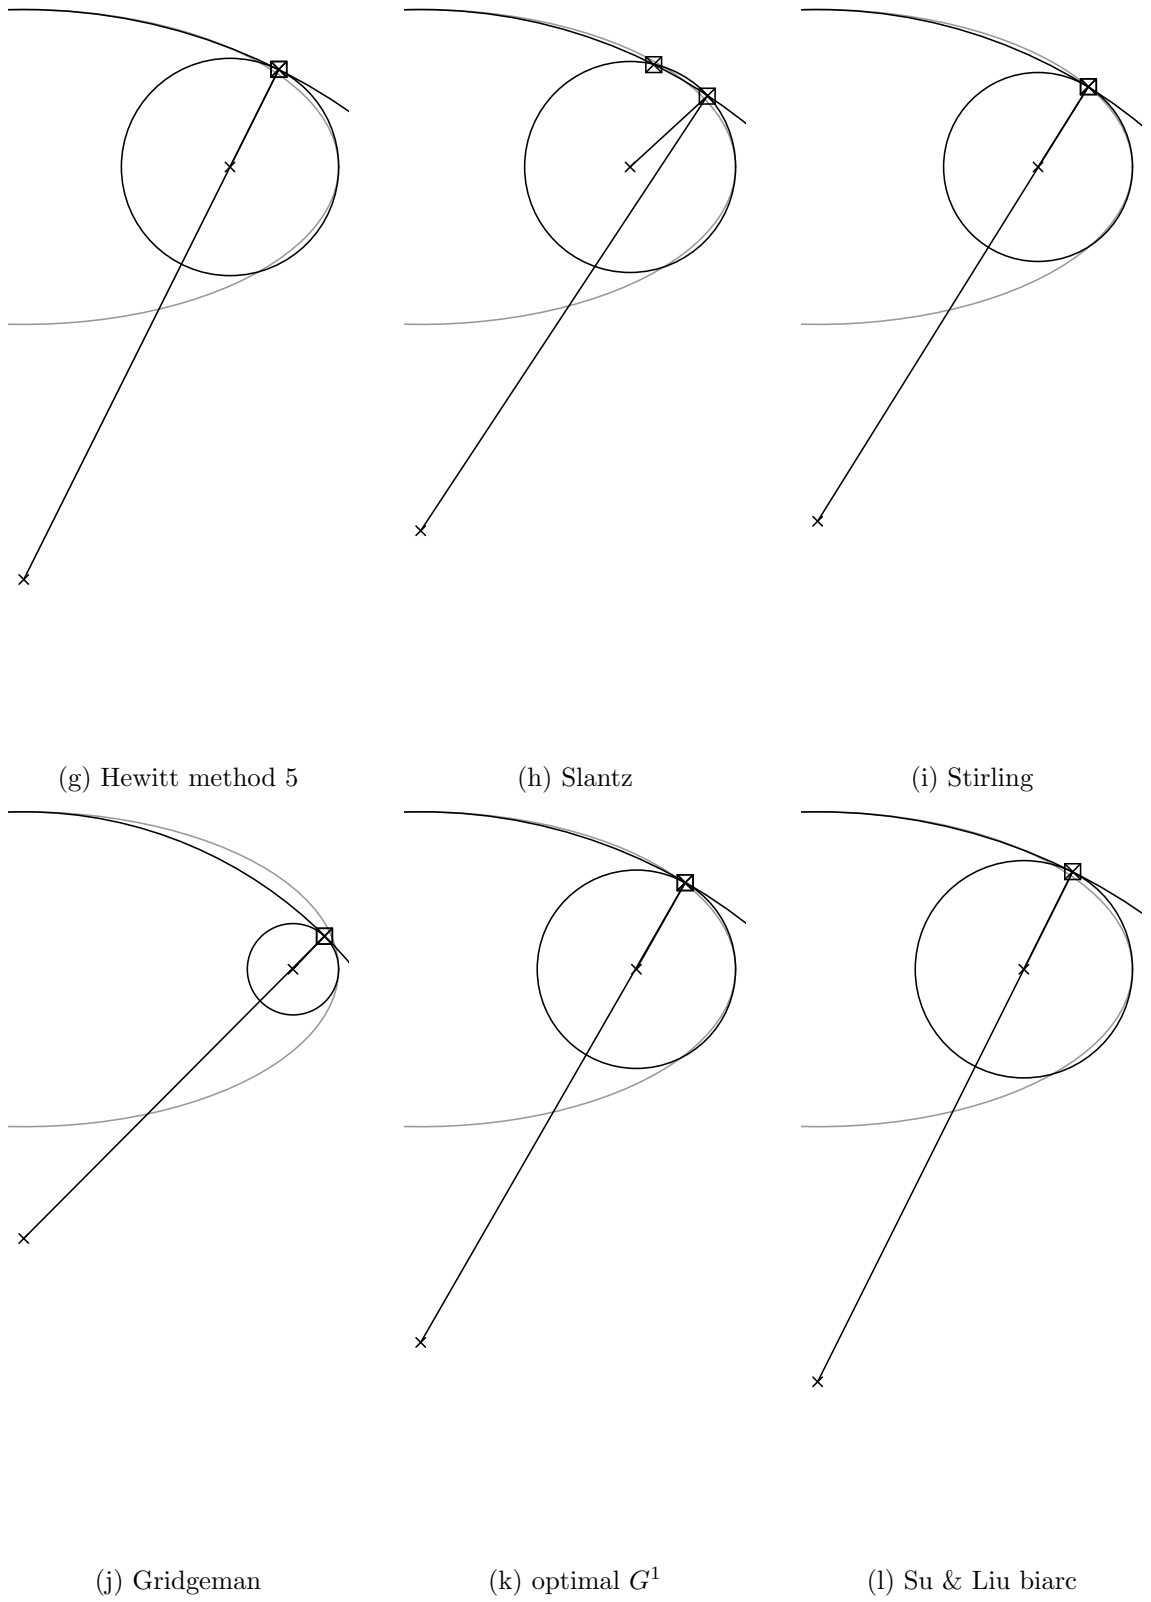 (g) Hewitt method 5
(h) Slantz
(i) Stirling
(j) Gridgeman
(k) optimal G¹
(l) Su & Liu biarc